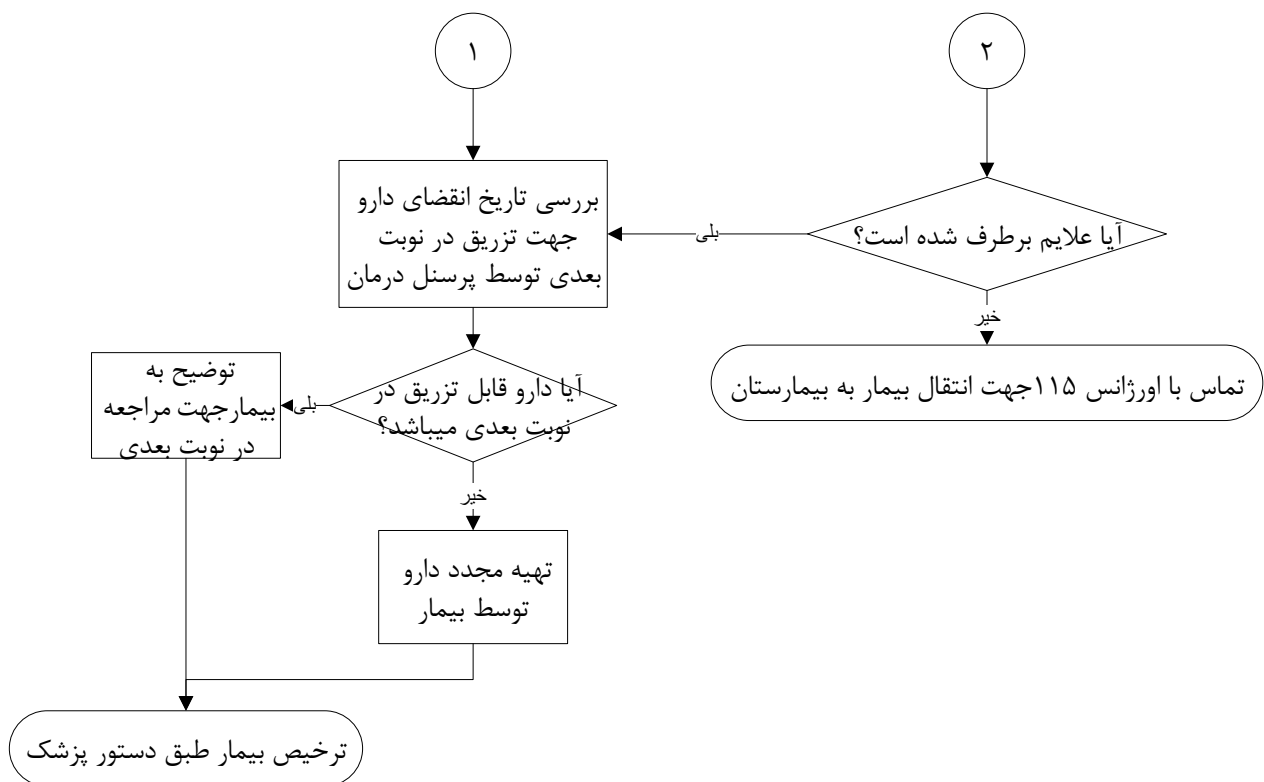 ۱
۲
بررسی تاریخ انقضای دارو
جهت تزریق در نوبت
بعدی توسط پرسنل درمان
بلی
آیا علایم برطرف شده است؟
خیر
تماس با اورژانس ۱۱۵جهت انتقال بیمار به بیمارستان
آیا دارو قابل تزریق در
نوبت بعدی میباشد؟
بلی
توضیح به
بیمارجهت مراجعه
در نوبت بعدی
خیر
تهیه مجدد دارو
توسط بیمار
ترخیص بیمار طبق دستور پزشک